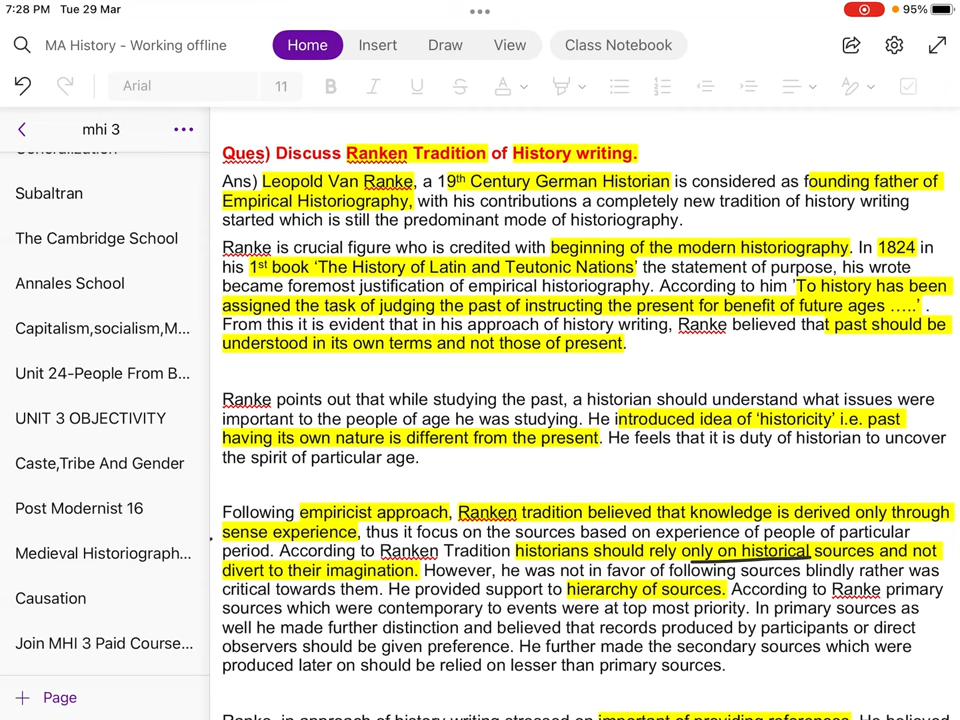 7:28 PM Tue 29 Mar
95%
MA History - Working offline
Home Insert Draw View Class Notebook
Arial 11 B I U S A
mhi 3
Generalization
Subaltran
The Cambridge School
Annales School
Capitalism,socialism,M...
Unit 24-People From B...
UNIT 3 OBJECTIVITY
Caste,Tribe And Gender
Post Modernist 16
Medieval Historiograph...
Causation
Join MHI 3 Paid Course...
Page
Ques) Discuss Ranken Tradition of History writing.
Ans) Leopold Van Ranke, a 19th Century German Historian is considered as founding father of
Empirical Historiography, with his contributions a completely new tradition of history writing
started which is still the predominant mode of historiography.
Ranke is crucial figure who is credited with beginning of the modern historiography. In 1824 in
his 1st book ‘The History of Latin and Teutonic Nations’ the statement of purpose, his wrote
became foremost justification of empirical historiography. According to him ’To history has been
assigned the task of judging the past of instructing the present for benefit of future ages …..’ .
From this it is evident that in his approach of history writing, Ranke believed that past should be
understood in its own terms and not those of present.
Ranke points out that while studying the past, a historian should understand what issues were
important to the people of age he was studying. He introduced idea of ‘historicity’ i.e. past
having its own nature is different from the present. He feels that it is duty of historian to uncover
the spirit of particular age.
Following empiricist approach, Ranken tradition believed that knowledge is derived only through
sense experience, thus it focus on the sources based on experience of people of particular
period. According to Ranken Tradition historians should rely only on historical sources and not
divert to their imagination. However, he was not in favor of following sources blindly rather was
critical towards them. He provided support to hierarchy of sources. According to Ranke primary
sources which were contemporary to events were at top most priority. In primary sources as
well he made further distinction and believed that records produced by participants or direct
observers should be given preference. He further made the secondary sources which were
produced later on should be relied on lesser than primary sources.
Ranke, in approach of history writing stressed on important of providing references. He believed